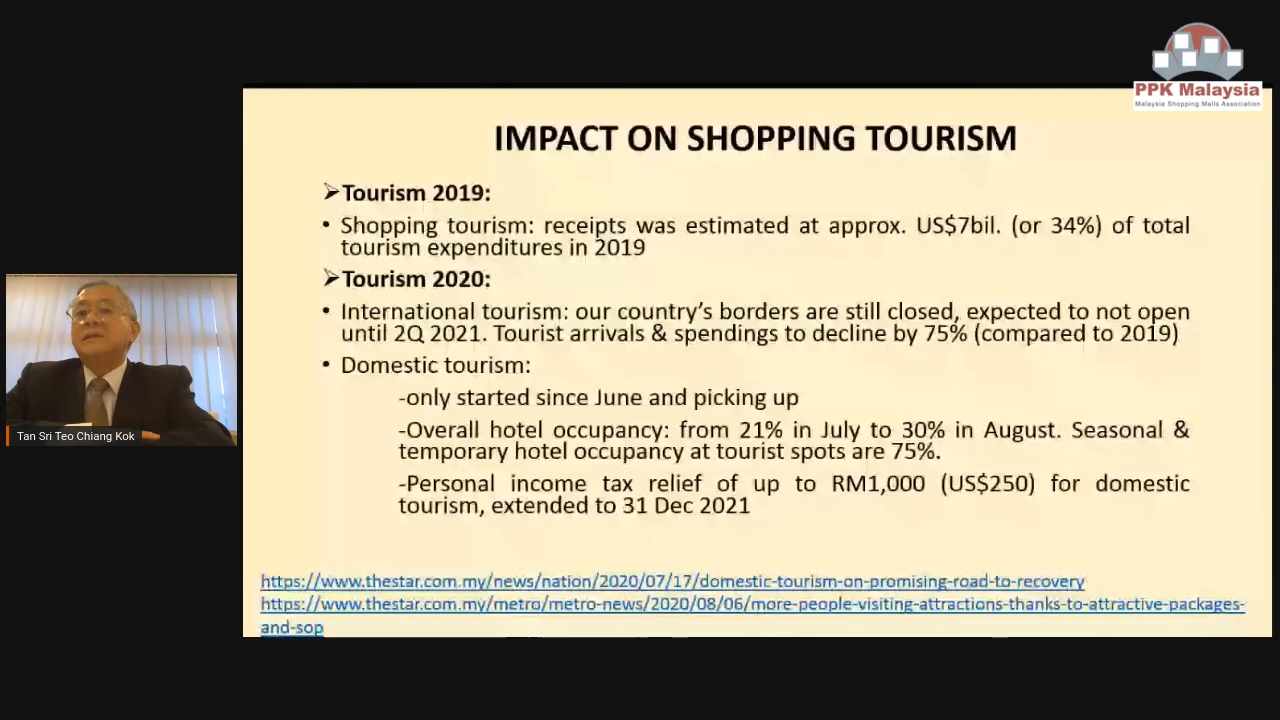 PPK Malaysia
Malaysia Shopping Malls Association
IMPACT ON SHOPPING TOURISM
➢Tourism 2019:
• Shopping tourism: receipts was estimated at approx. US$7bil. (or 34%) of total
tourism expenditures in 2019
➢Tourism 2020:
• International tourism: our country's borders are still closed, expected to not open
until 2Q 2021. Tourist arrivals & spendings to decline by 75% (compared to 2019)
• Domestic tourism:
-only started since June and picking up
-Overall hotel occupancy: from 21% in July to 30% in August. Seasonal &
temporary hotel occupancy at tourist spots are 75%.
-Personal income tax relief of up to RM1,000 (US$250) for domestic
tourism, extended to 31 Dec 2021
https://www.thestar.com.my/news/nation/2020/07/17/domestic-tourism-on-promising-road-to-recovery
https://www.thestar.com.my/metro/metro-news/2020/08/06/more-people-visiting-attractions-thanks-to-attractive-packages-
and-sop
Tan Sri Teo Chiang Kok